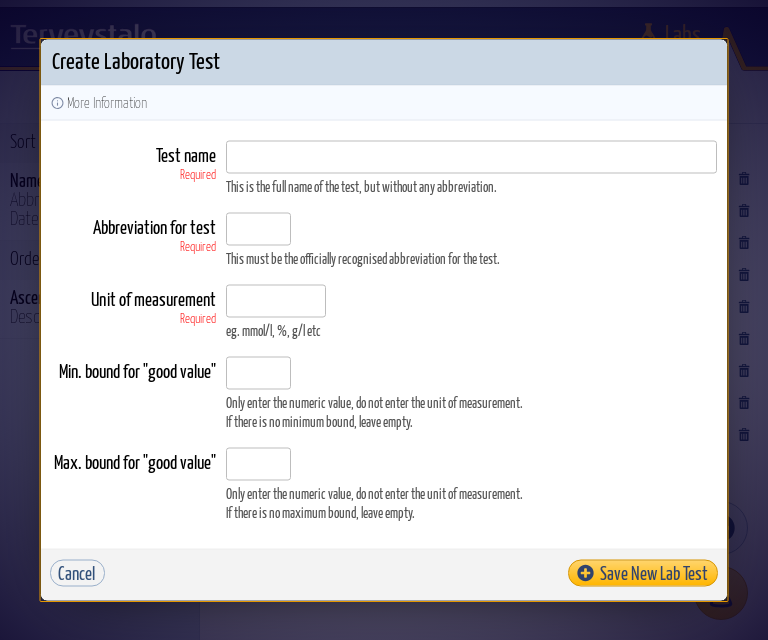 Terveystalo
Labs
Create Laboratory Test
More Information
Sort
Test name
Required
This is the full name of the test, but without any abbreviation.
Name
Abbr
Date
Abbreviation for test
Required
This must be the officially recognised abbreviation for the test.
Orde
Unit of measurement
Required
eg. mmol/l, %, g/l etc
Asce
Desc
Min. bound for "good value"
Only enter the numeric value, do not enter the unit of measurement.
If there is no minimum bound, leave empty.
Max. bound for "good value"
Only enter the numeric value, do not enter the unit of measurement.
If there is no maximum bound, leave empty.
Cancel
Save New Lab Test